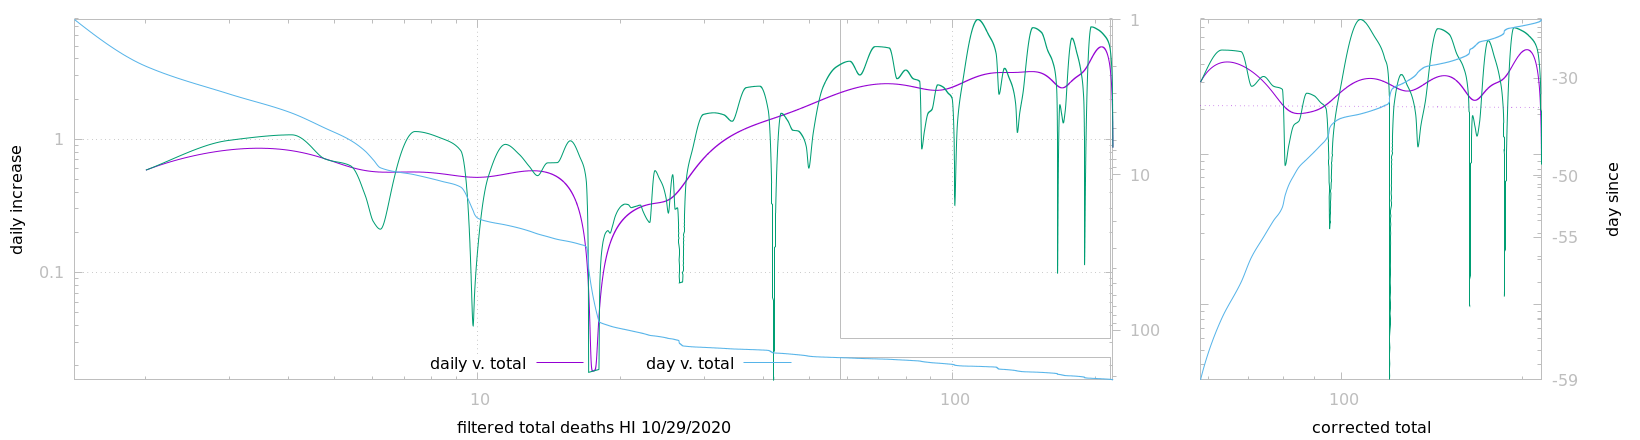 daily increase
1
0.1
10
100
1
10
100
daily v. total
day v. total
filtered total deaths HI 10/29/2020
-30
-50
-55
-59
100
day since
corrected total